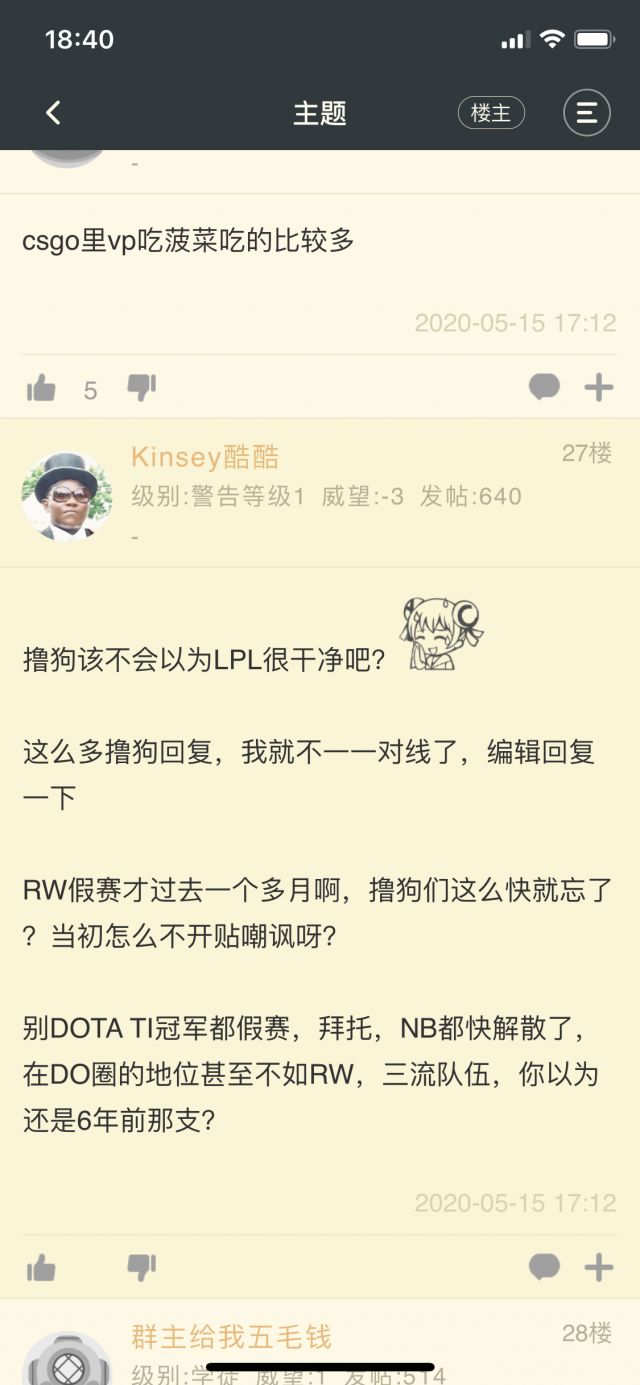 18:40
主题
楼主
-
csgo里vp吃菠菜吃的比较多
2020-05-15 17:12
5
Kinsey酷酷
27楼
级别:警告等级1 威望:-3 发帖:640
-
撸狗该不会以为LPL很干净吧？
这么多撸狗回复，我就不一一对线了，编辑回复
一下
RW假赛才过去一个多月啊，撸狗们这么快就忘了
？当初怎么不开贴嘲讽呀？
别DOTA TI冠军都假赛，拜托，NB都快解散了，
在DO圈的地位甚至不如RW，三流队伍，你以为
还是6年前那支？
2020-05-15 17:12
群主给我五毛钱
28楼
级别:学徒 威望:1 发帖:514